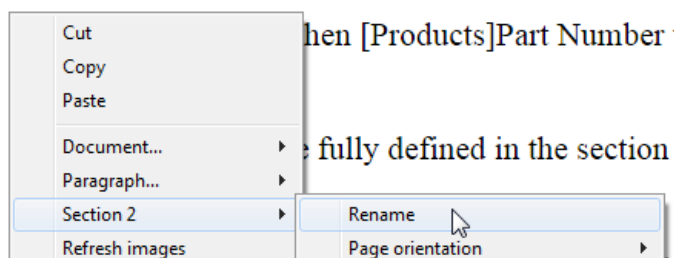 Cut
hen [Products]Part Number
Copy
Paste
Document...
fully defined in the section
Paragraph...
Section 2
Rename
Refresh images
Page orientation